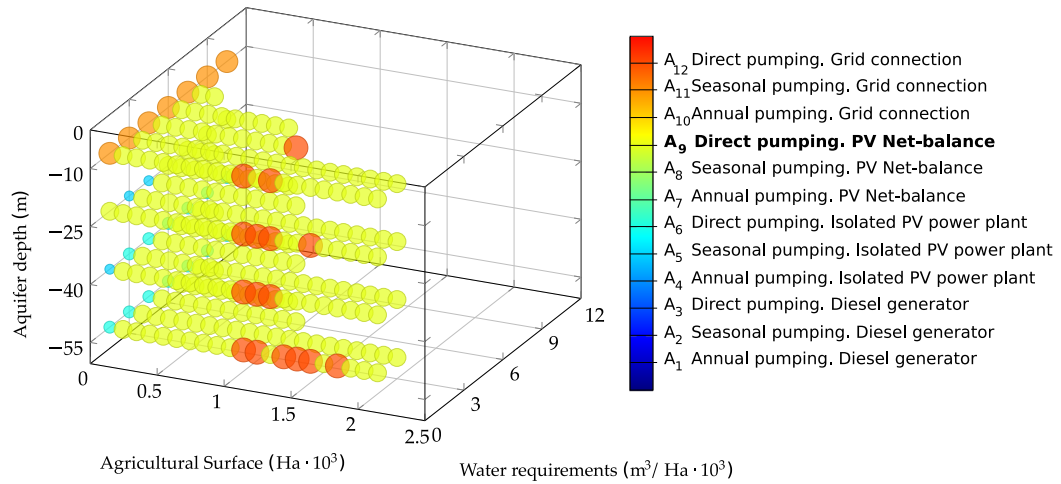 0
−10
−25
−40
−55
Aquifer depth (m)
0
0.5
1
1.5
2
2.5
Agricultural Surface (Ha · 10³)
0
3
6
9
12
Water requirements (m³/ Ha · 10³)
A₁₂ Direct pumping. Grid connection
A₁₁ Seasonal pumping. Grid connection
A₁₀ Annual pumping. Grid connection
A₉ Direct pumping. PV Net-balance
A₈ Seasonal pumping. PV Net-balance
A₇ Annual pumping. PV Net-balance
A₆ Direct pumping. Isolated PV power plant
A₅ Seasonal pumping. Isolated PV power plant
A₄ Annual pumping. Isolated PV power plant
A₃ Direct pumping. Diesel generator
A₂ Seasonal pumping. Diesel generator
A₁ Annual pumping. Diesel generator